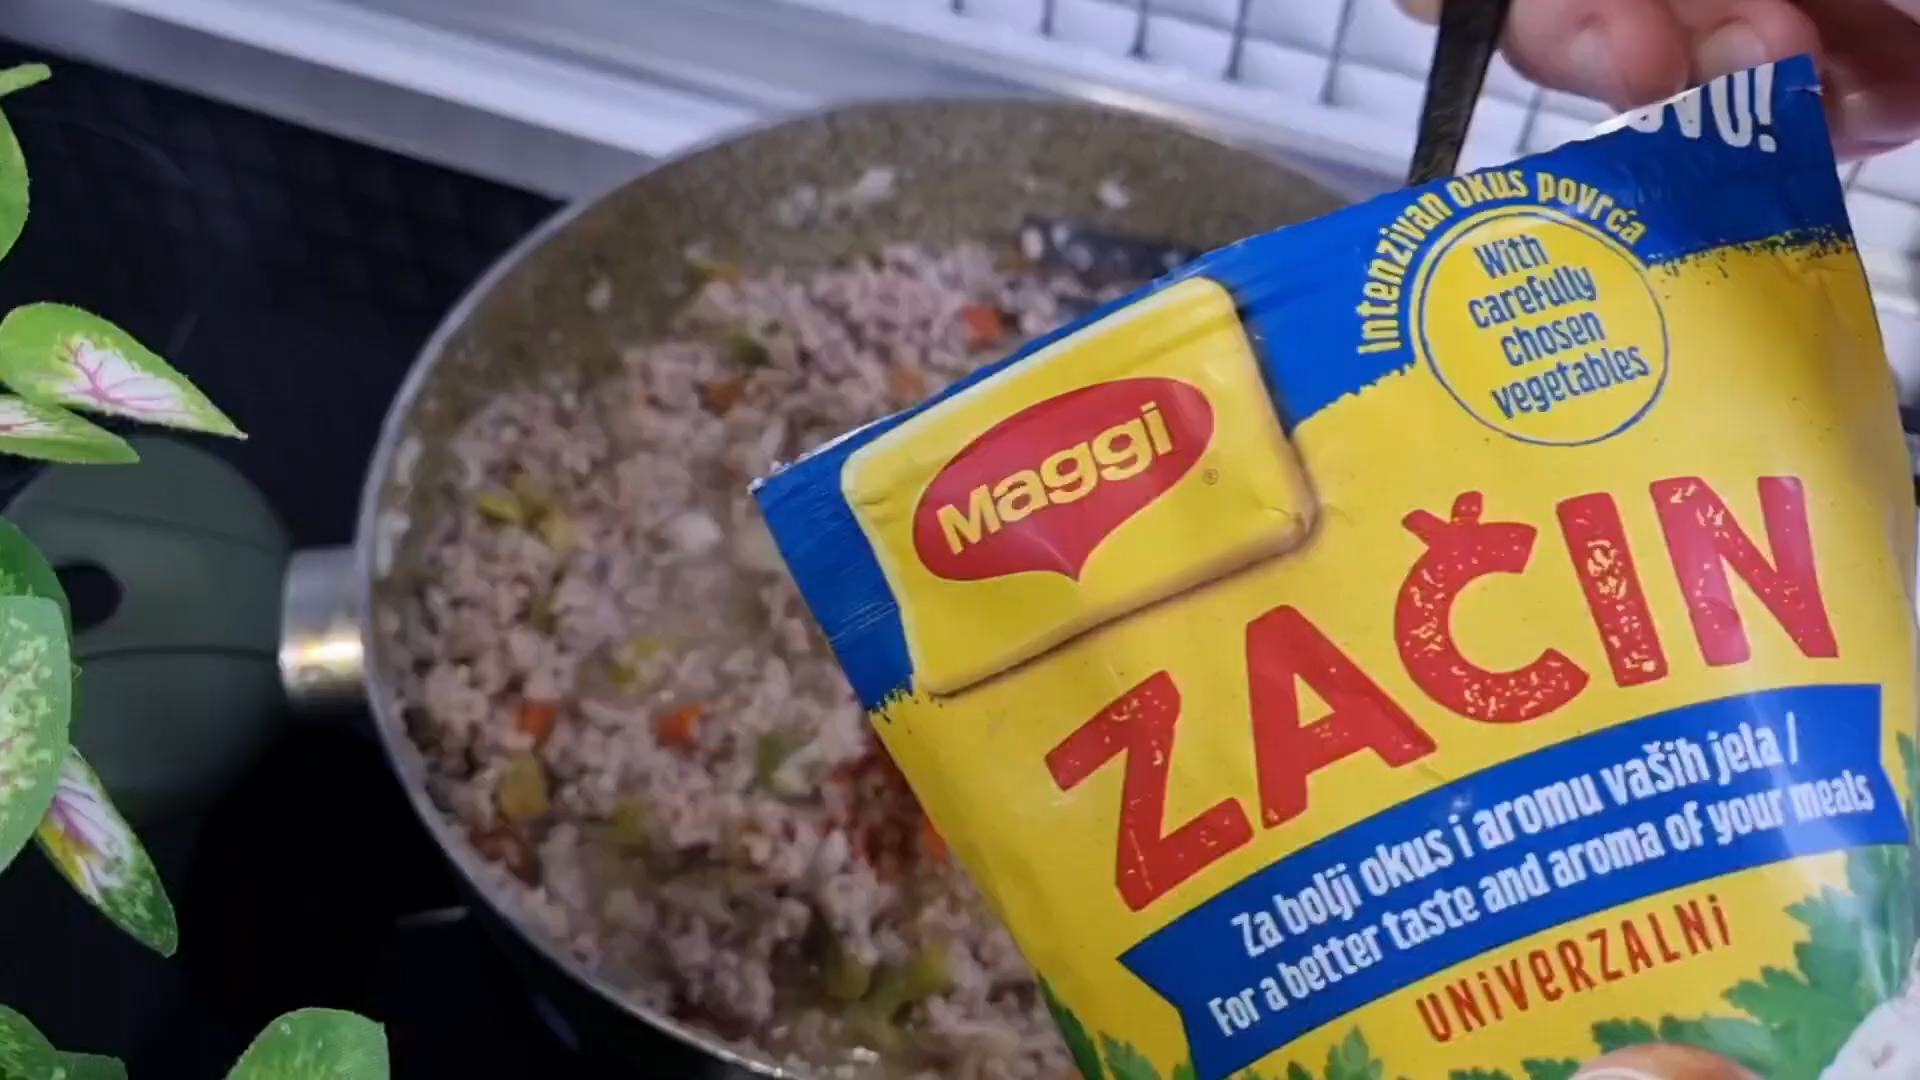 Intenzivan okus povrća
With
carefully
chosen
vegetables
Maggi
ZAČIN
Za bolji okus i aromu vaših jela /
For a better taste and aroma of your meals
UNiVERZALNi